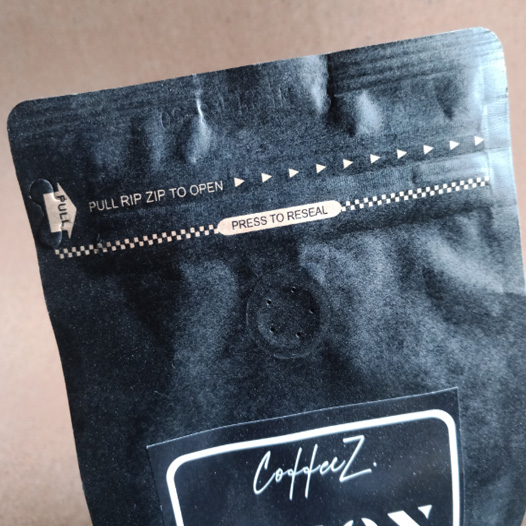 PULL
PULL RIP ZIP TO OPEN
PRESS TO RESEAL
CoffeeZ.